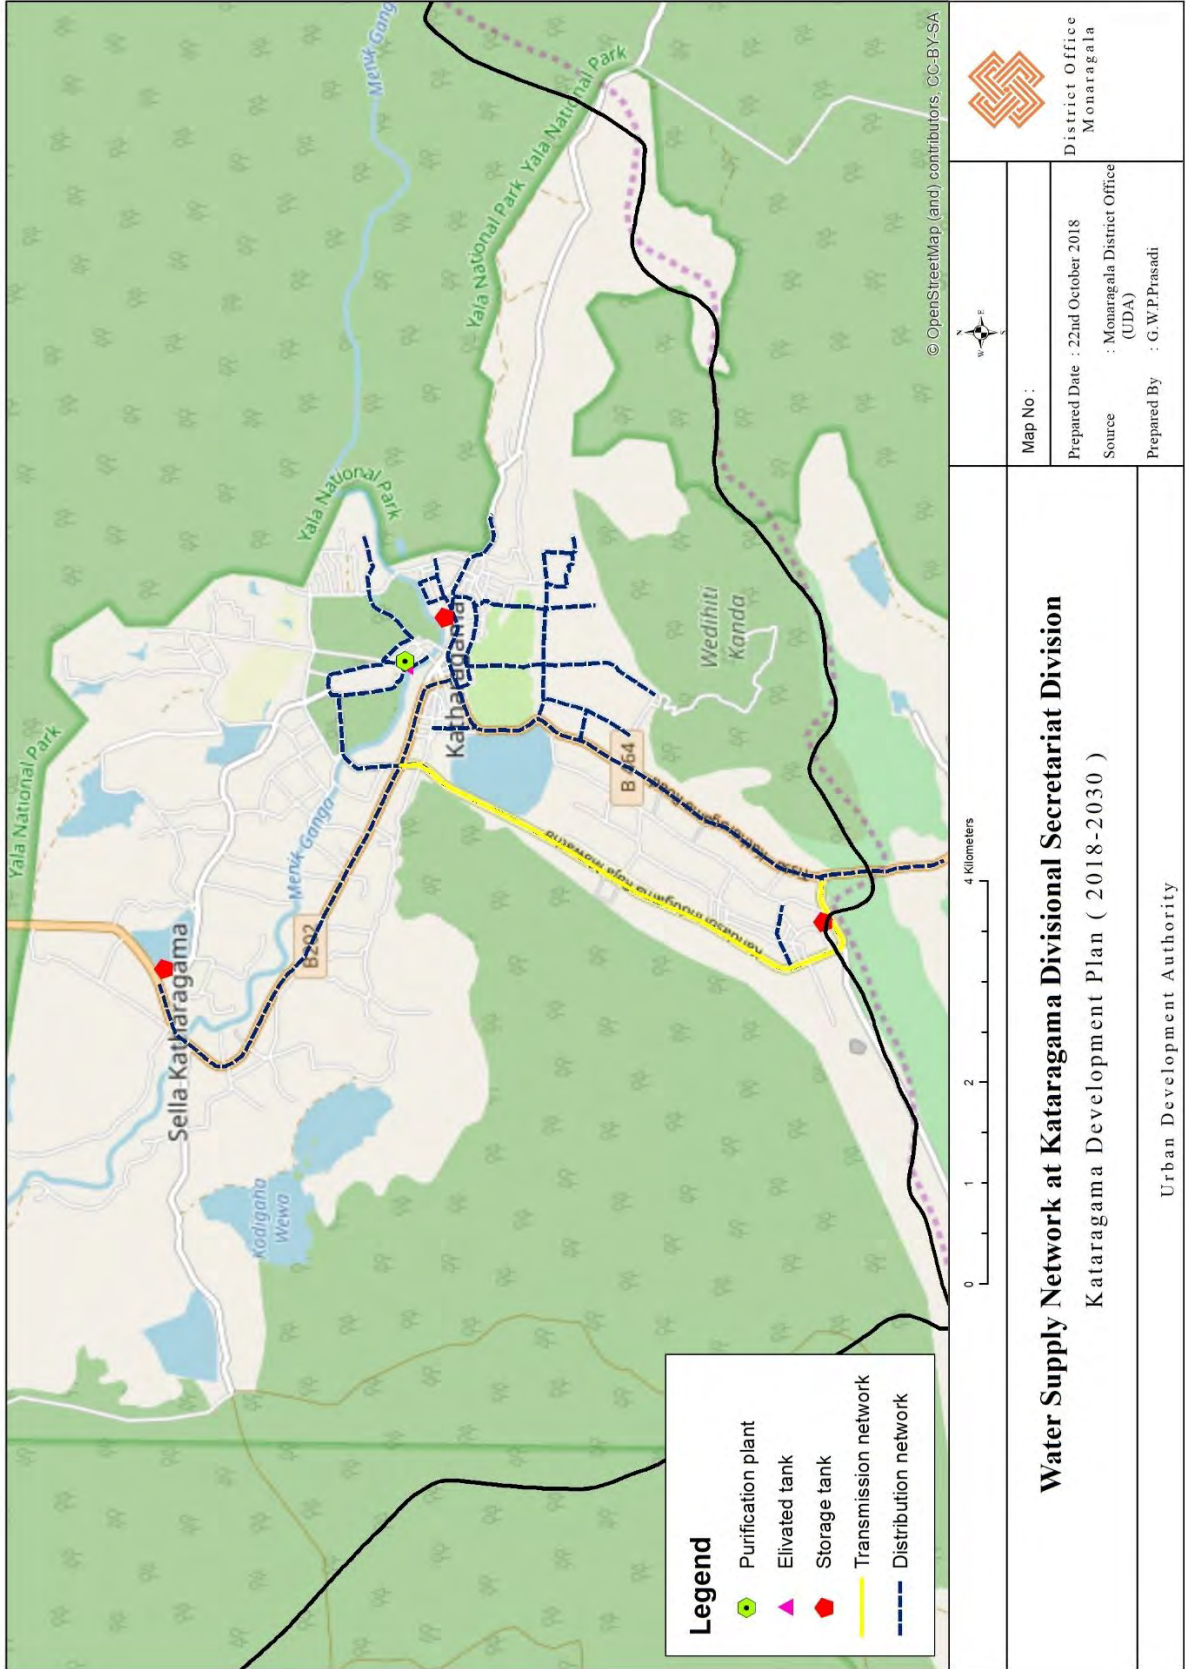 Yala National Park
Menik Ganga
Yala National Park
Yala National Park
Yala National Park
Sella Katharagama
Menik Ganga
B202
Kodigaha
Wewa
Katharagama
Wedihiti
Kanda
B 464
© OpenStreetMap (and) contributors, CC-BY-SA
Legend
Purification plant
Elivated tank
Storage tank
Transmission network
Distribution network
0 1 2 4 Kilometers
N
W E
S
Map No :
Prepared Date : 22nd October 2018
Source : Monaragala District Office
(UDA)
Prepared By : G.W.P.Prasadi
District Office
Monaragala
Water Supply Network at Kataragama Divisional Secretariat Division
Kataragama Development Plan ( 2018-2030 )
Urban Development Authority